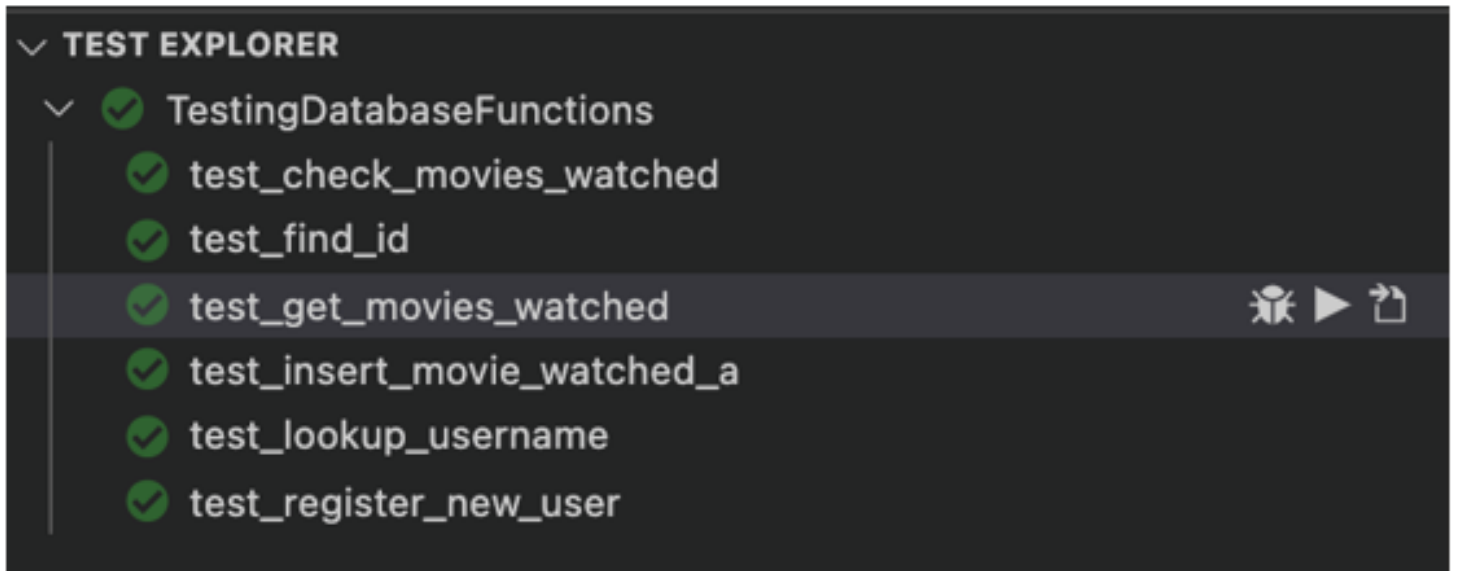 TEST EXPLORER
TestingDatabaseFunctions
test_check_movies_watched
test_find_id
test_get_movies_watched
test_insert_movie_watched_a
test_lookup_username
test_register_new_user